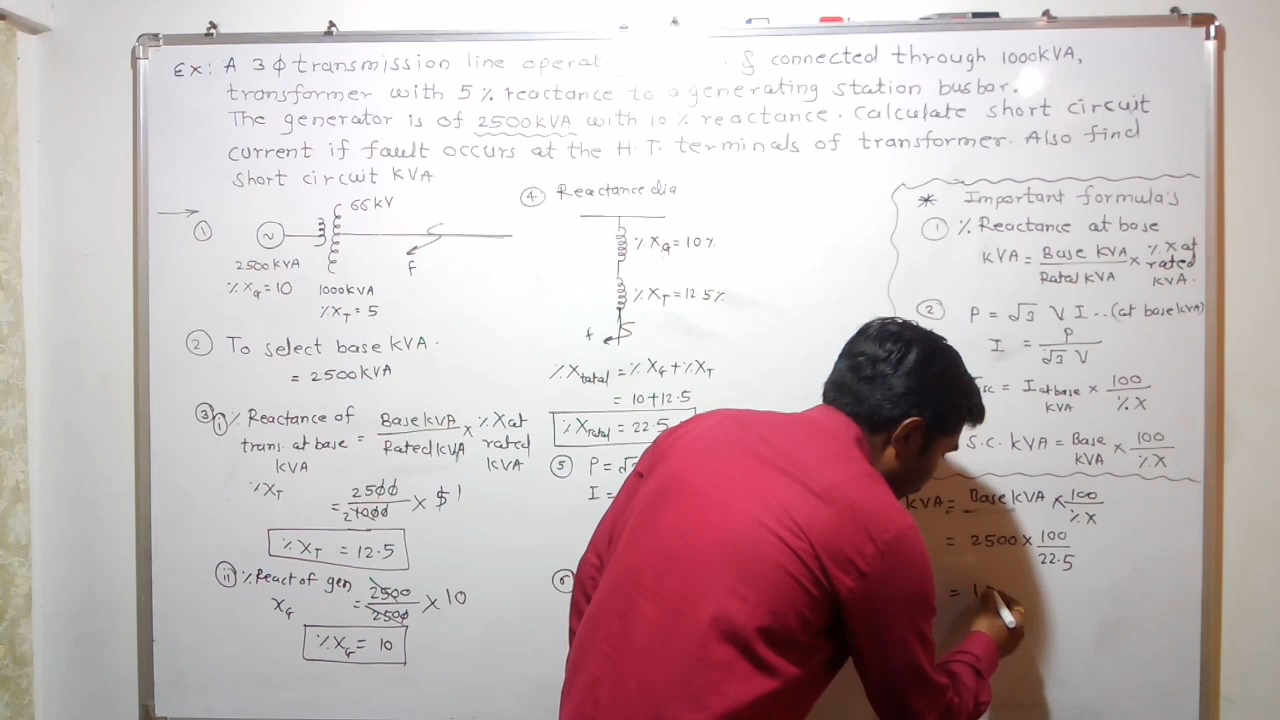 Ex: A 3 ϕ transmission line operat & connected through 1000KVA,
transformer with 5 % reactance to a generating station busbar.
The generator is of 2500KVA with 10 % reactance. Calculate short circuit
current if fault occurs at the H.T. terminals of transformer. Also find
short circuit KVA
① 66 KV
2500 KVA
% XG = 10 1000KVA
% XT = 5
F
② To select base KVA.
= 2500KVA
③ i % Reactance of
trans. at base
KVA
= Base KVA / Rated KVA × % X at rated KVA
% XT = 2500 / 1000 × 5 1
2
% XT = 12.5
ii % React of gen
XG = 2500 / 2500 × 10
% XG = 10
④ Reactance dia
% XG = 10 %
% XT = 12.5 %
F
% Xtotal = % XG + % XT
= 10 + 12.5
% XTotal = 22.5
⑤ P = √
I =
⑥
* Important formula's
① % Reactance at base
KVA = Base KVA / Rated KVA × % X at rated KVA.
② P = √3 V I .. (at base KVA)
I = P / √3 V
sc = I at base KVA × 100 / % X
S.C. KVA = Base KVA × 100 / % X
KVA = Base KVA × 100 / % X
= 2500 × 100 / 22.5
= 1